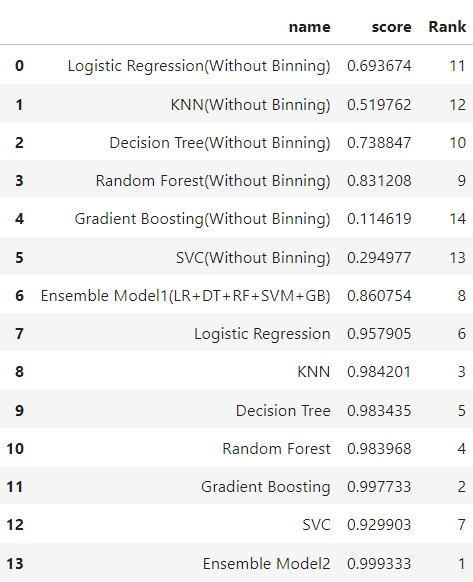 name score Rank
0 Logistic Regression(Without Binning) 0.693674 11
1 KNN(Without Binning) 0.519762 12
2 Decision Tree(Without Binning) 0.738847 10
3 Random Forest(Without Binning) 0.831208 9
4 Gradient Boosting(Without Binning) 0.114619 14
5 SVC(Without Binning) 0.294977 13
6 Ensemble Model1(LR+DT+RF+SVM+GB) 0.860754 8
7 Logistic Regression 0.957905 6
8 KNN 0.984201 3
9 Decision Tree 0.983435 5
10 Random Forest 0.983968 4
11 Gradient Boosting 0.997733 2
12 SVC 0.929903 7
13 Ensemble Model2 0.999333 1